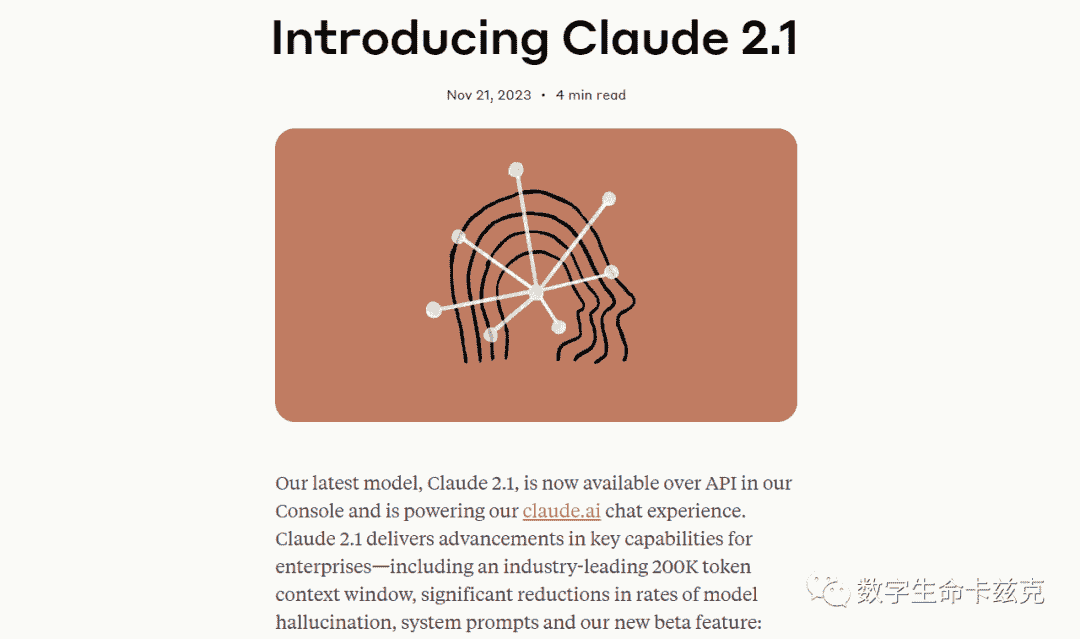 Introducing Claude 2.1
Nov 21, 2023 • 4 min read
Our latest model, Claude 2.1, is now available over API in our
Console and is powering our claude.ai chat experience.
Claude 2.1 delivers advancements in key capabilities for
enterprises—including an industry-leading 200K token
context window, significant reductions in rates of model
hallucination, system prompts and our new beta feature:
数字生命卡兹克